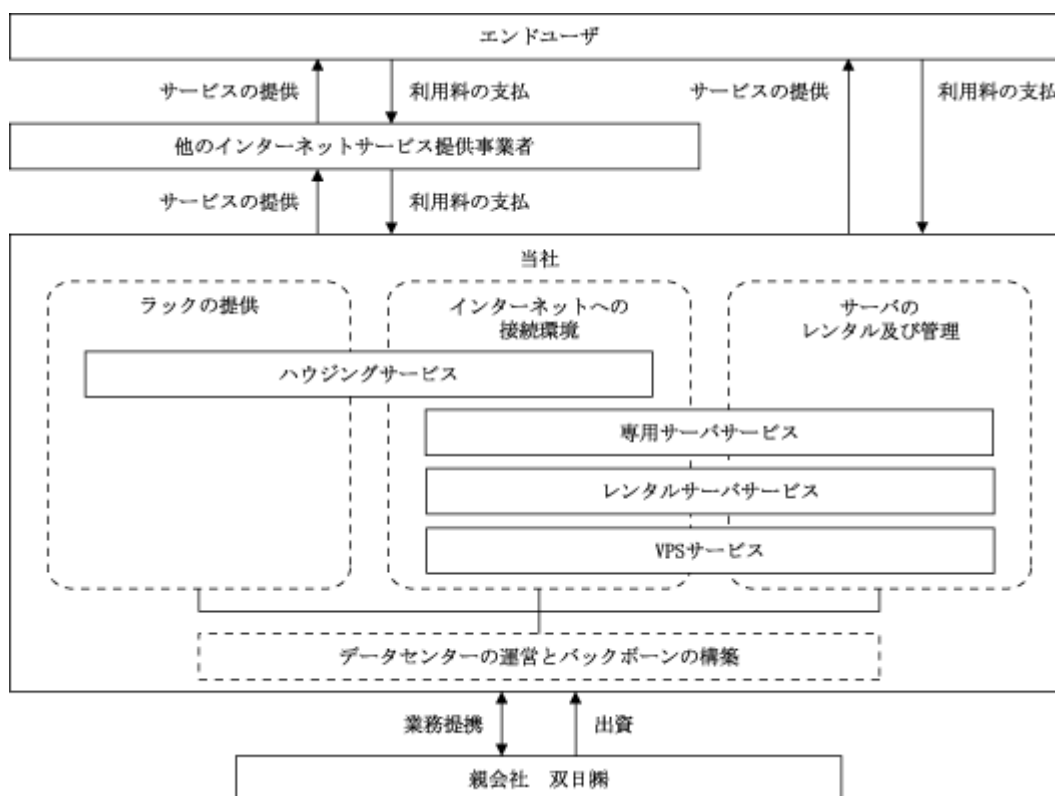 エンドユーザ
サービスの提供
利用料の支払
サービスの提供
利用料の支払
他のインターネットサービス提供事業者
サービスの提供
利用料の支払
当社
ラックの提供
インターネットへの
接続環境
サーバの
レンタル及び管理
ハウジングサービス
専用サーバサービス
レンタルサーバサービス
VPSサービス
データセンターの運営とバックボーンの構築
業務提携
出資
親会社 双日㈱